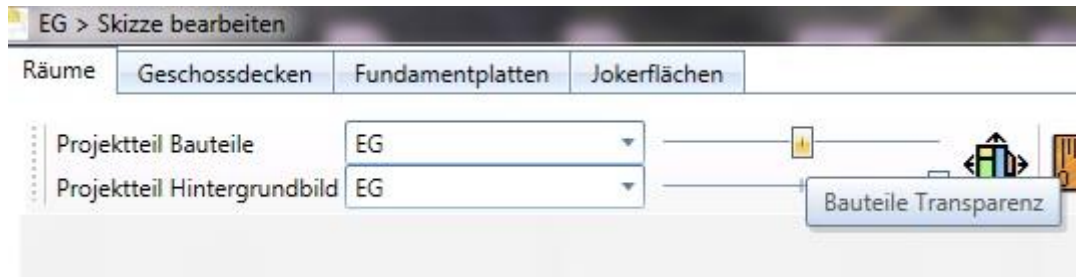 EG > Skizze bearbeiten
Räume Geschossdecken Fundamentplatten Jokerflächen
Projektteil Bauteile EG
Projektteil Hintergrundbild EG
Bauteile Transparenz